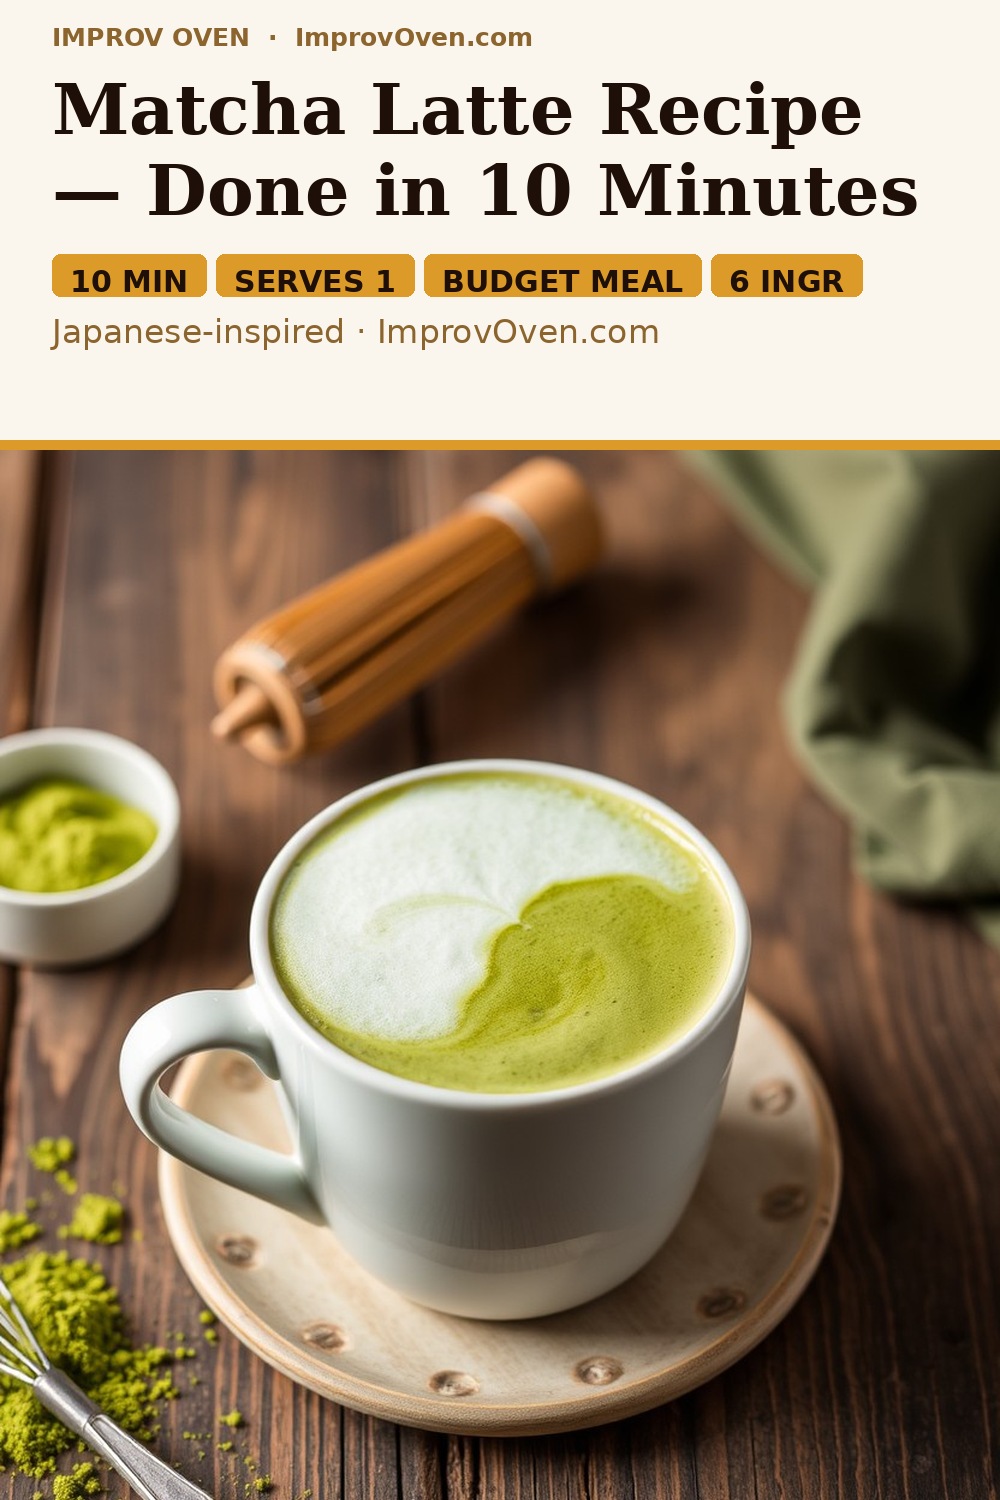 IMPROV OVEN · ImprovOven.com
Matcha Latte Recipe
— Done in 10 Minutes
10 MIN SERVES 1 BUDGET MEAL 6 INGR
Japanese-inspired · ImprovOven.com